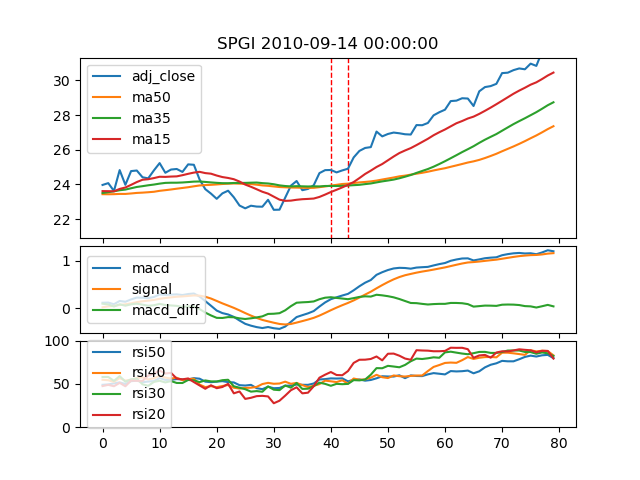 SPGI 2010-09-14 00:00:00
30
28
26
24
22
adj_close
ma50
ma35
ma15
1
0
macd
signal
macd_diff
100
50
0
rsi50
rsi40
rsi30
rsi20
0 10 20 30 40 50 60 70 80